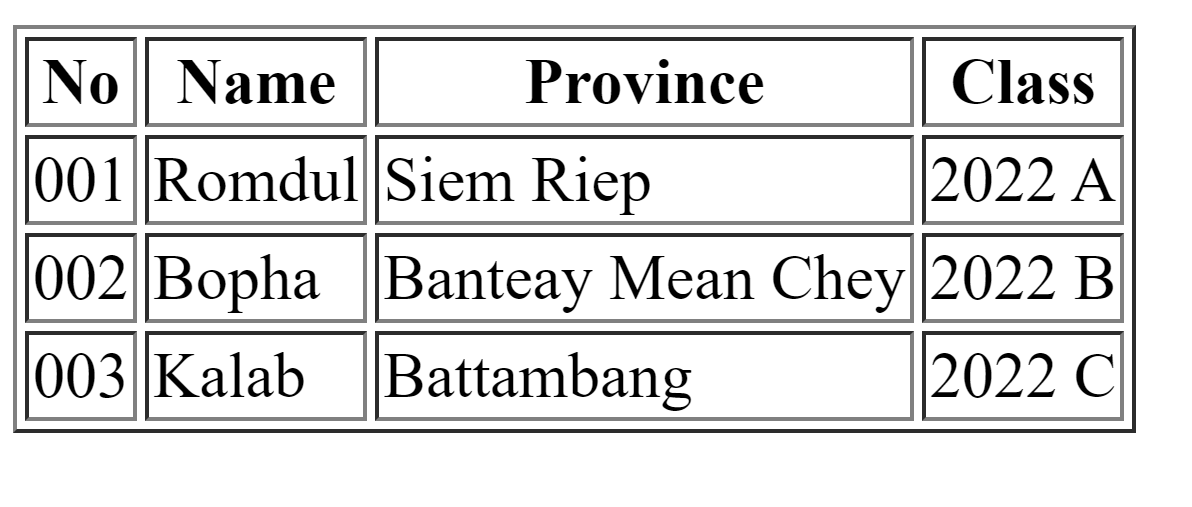 No Name Province Class
001 Romdul Siem Riep 2022 A
002 Bopha Banteay Mean Chey 2022 B
003 Kalab Battambang 2022 C